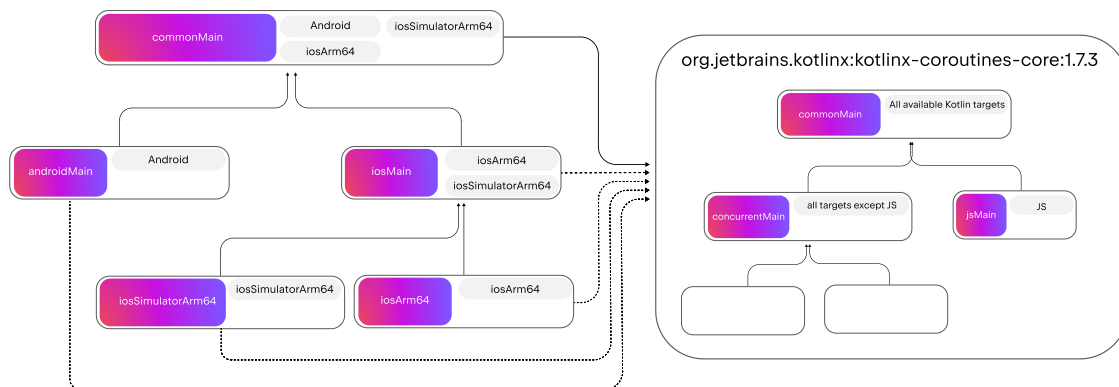 commonMain
Android
iosSimulatorArm64
iosArm64
androidMain
Android
iosMain
iosArm64
iosSimulatorArm64
iosSimulatorArm64
iosSimulatorArm64
iosArm64
iosArm64
org.jetbrains.kotlinx:kotlinx-coroutines-core:1.7.3
commonMain
All available Kotlin targets
concurrentMain
all targets except JS
jsMain
JS